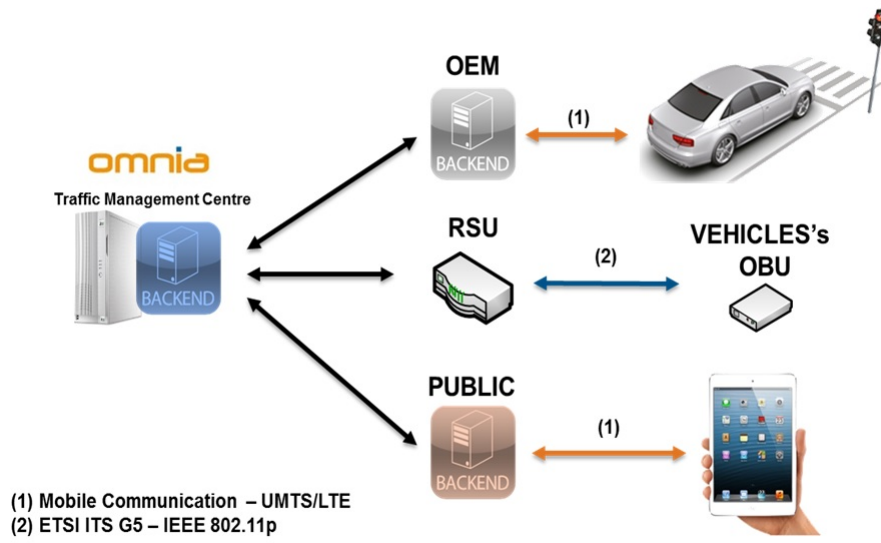 omnia
Traffic Management Centre
BACKEND
OEM
BACKEND
(1)
RSU
(2)
VEHICLES's
OBU
PUBLIC
BACKEND
(1)
(1) Mobile Communication – UMTS/LTE
(2) ETSI ITS G5 – IEEE 802.11p